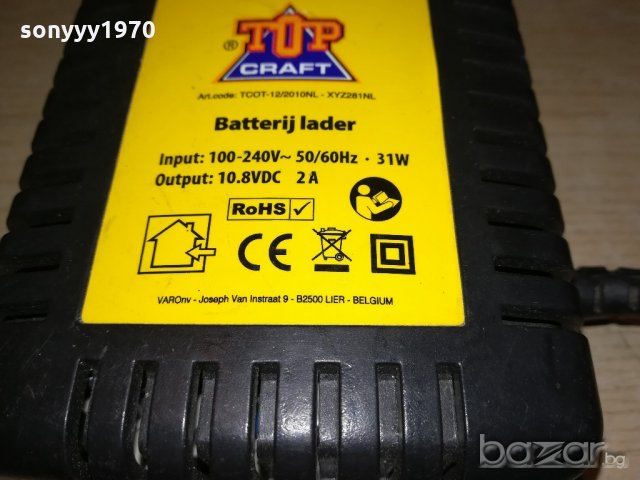 sonyyy1970
® TOP
CRAFT
Art.code: TCOT-12/2010NL - XYZ281NL
Batterij lader
Input: 100-240V~ 50/60Hz · 31W
Output: 10.8VDC 2 A
RoHS ✓
CE
VAROnv - Joseph Van Instraat 9 - B2500 LIER - BELGIUM
bazar.bg